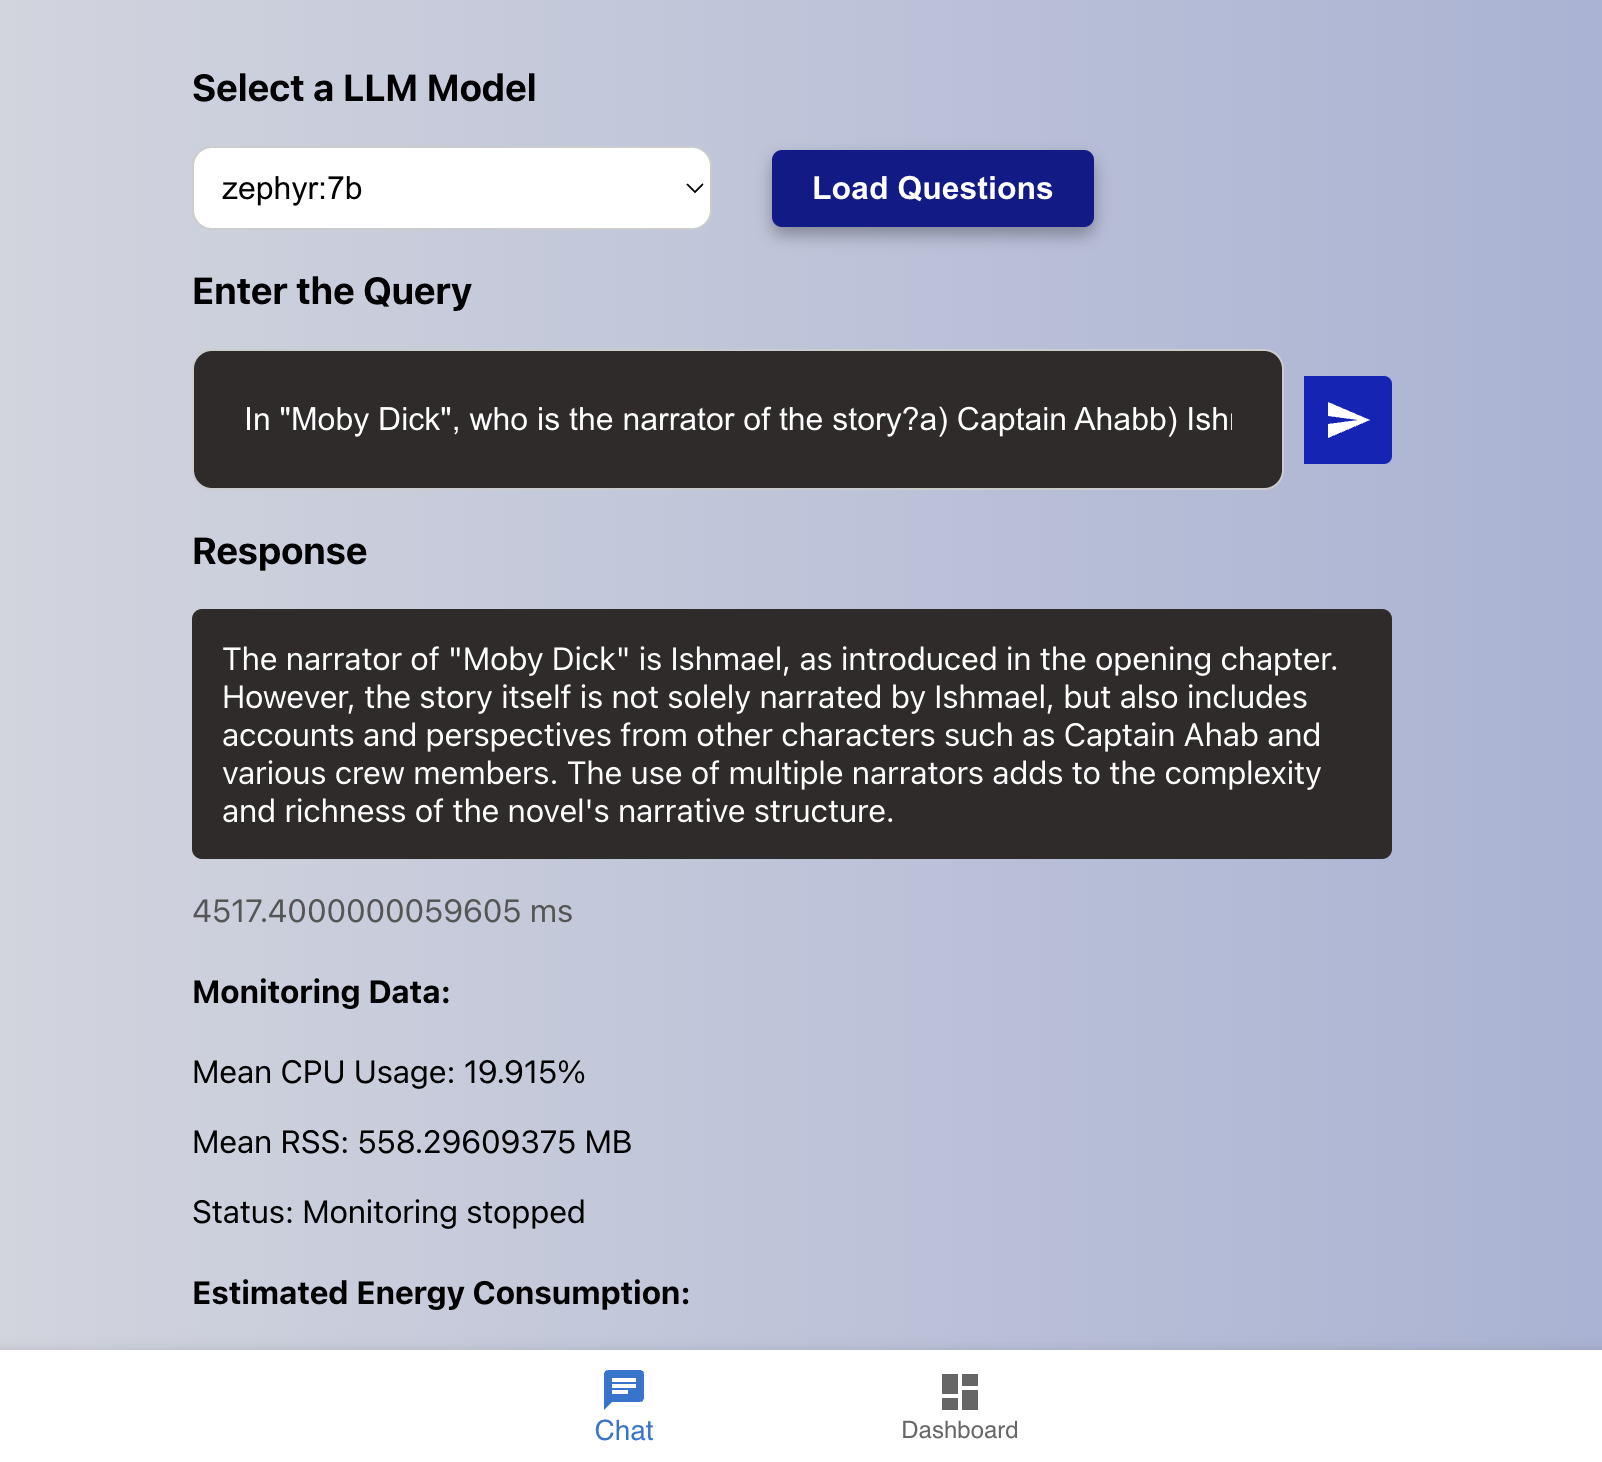 Select a LLM Model
zephyr:7b
Load Questions
Enter the Query
In "Moby Dick", who is the narrator of the story?a) Captain Ahabb) Ish
Response
The narrator of "Moby Dick" is Ishmael, as introduced in the opening chapter.
However, the story itself is not solely narrated by Ishmael, but also includes
accounts and perspectives from other characters such as Captain Ahab and
various crew members. The use of multiple narrators adds to the complexity
and richness of the novel's narrative structure.
4517.4000000059605 ms
Monitoring Data:
Mean CPU Usage: 19.915%
Mean RSS: 558.29609375 MB
Status: Monitoring stopped
Estimated Energy Consumption:
Chat
Dashboard